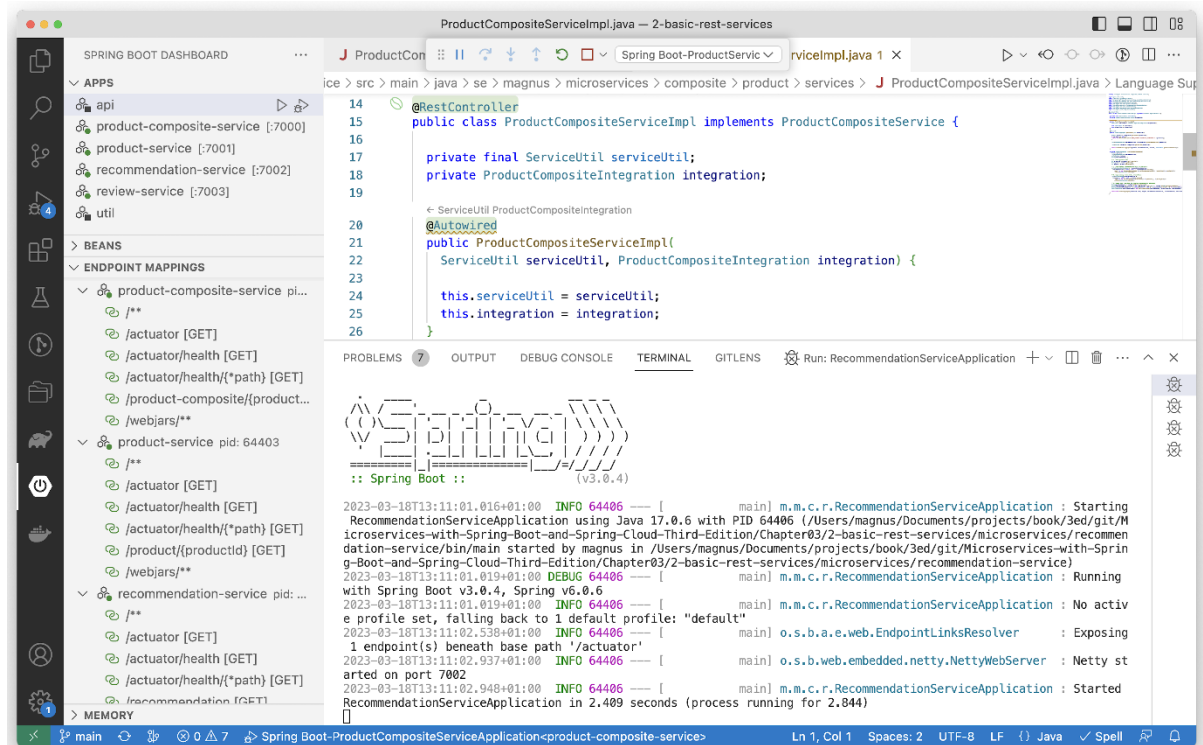 ProductCompositeServiceImpl.java — 2-basic-rest-services
SPRING BOOT DASHBOARD
APPS
api
product-composite-service [:7000]
product-service [:7001]
recommendation-service [:7002]
review-service [:7003]
util
BEANS
ENDPOINT MAPPINGS
product-composite-service pi...
/**
/actuator [GET]
/actuator/health [GET]
/actuator/health/{*path} [GET]
/product-composite/{product...
/webjars/**
product-service pid: 64403
/**
/actuator [GET]
/actuator/health [GET]
/actuator/health/{*path} [GET]
/product/{productId} [GET]
/webjars/**
recommendation-service pid: ...
/**
/actuator [GET]
/actuator/health [GET]
/actuator/health/{*path} [GET]
/recommendation [GET]
MEMORY
4
1
J ProductCom
Spring Boot-ProductServic
rviceImpl.java 1
ice > src > main > java > se > magnus > microservices > composite > product > services > J ProductCompositeServiceImpl.java > Language Sup
14 @RestController
15 public class ProductCompositeServiceImpl implements ProductCompositeService {
16
17 private final ServiceUtil serviceUtil;
18 private ProductCompositeIntegration integration;
19
← ServiceUtil ProductCompositeIntegration
20 @Autowired
21 public ProductCompositeServiceImpl(
22 ServiceUtil serviceUtil, ProductCompositeIntegration integration) {
23
24 this.serviceUtil = serviceUtil;
25 this.integration = integration;
26 }
PROBLEMS 7 OUTPUT DEBUG CONSOLE TERMINAL GITLENS Run: RecommendationServiceApplication
:: Spring Boot :: (v3.0.4)
2023-03-18T13:11:01.016+01:00 INFO 64406 --- [ main] m.m.c.r.RecommendationServiceApplication : Starting
RecommendationServiceApplication using Java 17.0.6 with PID 64406 (/Users/magnus/Documents/projects/book/3ed/git/M
icroservices-with-Spring-Boot-and-Spring-Cloud-Third-Edition/Chapter03/2-basic-rest-services/microservices/recommen
dation-service/bin/main started by magnus in /Users/magnus/Documents/projects/book/3ed/git/Microservices-with-Sprin
g-Boot-and-Spring-Cloud-Third-Edition/Chapter03/2-basic-rest-services/microservices/recommendation-service)
2023-03-18T13:11:01.019+01:00 DEBUG 64406 --- [ main] m.m.c.r.RecommendationServiceApplication : Running
with Spring Boot v3.0.4, Spring v6.0.6
2023-03-18T13:11:01.019+01:00 INFO 64406 --- [ main] m.m.c.r.RecommendationServiceApplication : No activ
e profile set, falling back to 1 default profile: "default"
2023-03-18T13:11:02.538+01:00 INFO 64406 --- [ main] o.s.b.a.e.web.EndpointLinksResolver : Exposing
1 endpoint(s) beneath base path '/actuator'
2023-03-18T13:11:02.937+01:00 INFO 64406 --- [ main] o.s.b.web.embedded.netty.NettyWebServer : Netty st
arted on port 7002
2023-03-18T13:11:02.948+01:00 INFO 64406 --- [ main] m.m.c.r.RecommendationServiceApplication : Started
RecommendationServiceApplication in 2.409 seconds (process running for 2.844)
main 0 7 Spring Boot-ProductCompositeServiceApplication<product-composite-service> Ln 1, Col 1 Spaces: 2 UTF-8 LF {} Java Spell